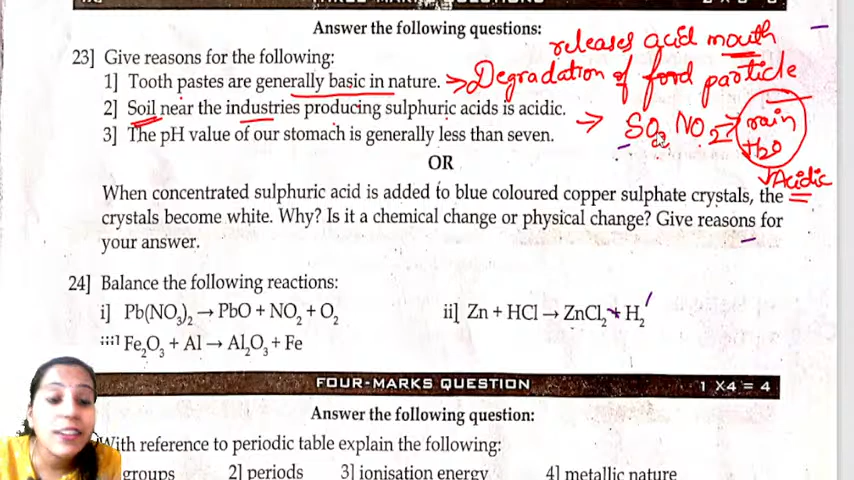 Answer the following questions:
23] Give reasons for the following:
releases acid mouth
1] Tooth pastes are generally basic in nature. Degradation of food particle
2] Soil near the industries producing sulphuric acids is acidic.
SO2 NO2 rain
H2O
3] The pH value of our stomach is generally less than seven.
Acidic
OR
When concentrated sulphuric acid is added to blue coloured copper sulphate crystals, the
crystals become white. Why? Is it a chemical change or physical change? Give reasons for
your answer.
24] Balance the following reactions:
i] Pb(NO₃)₂ → PbO + NO₂ + O₂ ii] Zn + HCl → ZnCl₂ + H₂
iii] Fe₂O₃ + Al → Al₂O₃ + Fe
FOUR-MARKS QUESTION 1 X4 = 4
Answer the following question:
With reference to periodic table explain the following:
groups 2] periods 3] ionisation energy 4] metallic nature